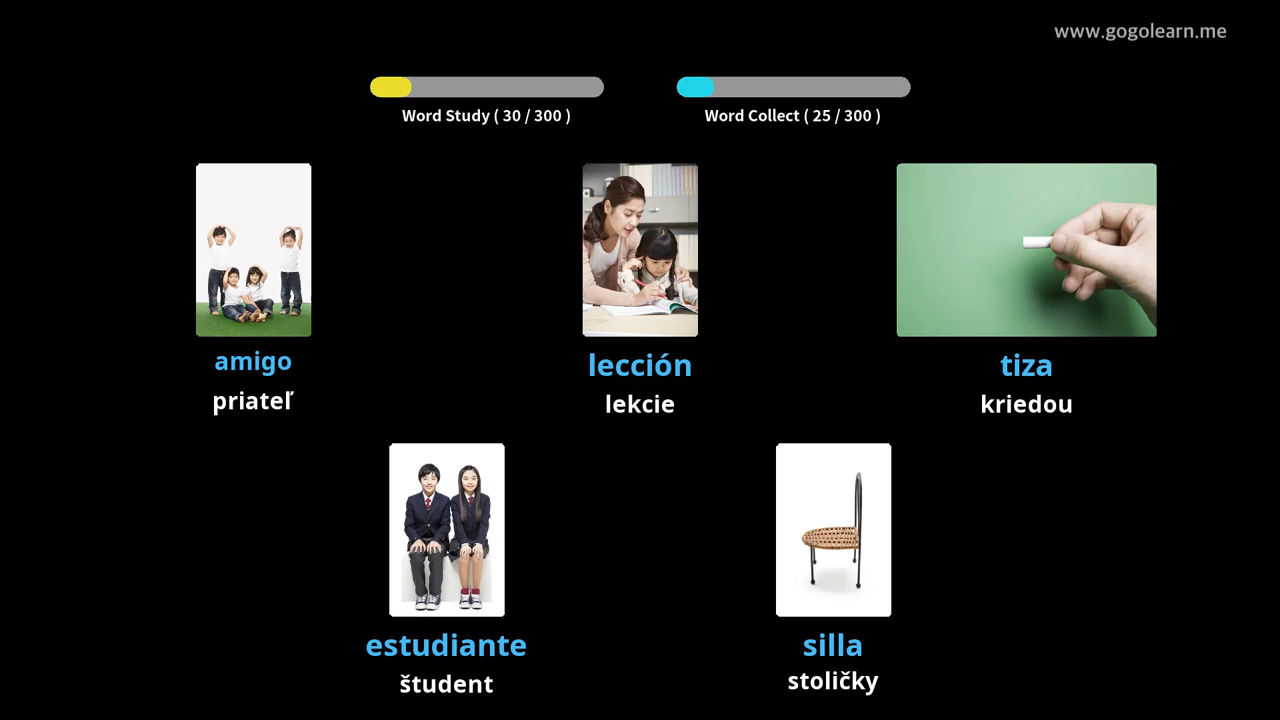 www.gogolearn.me
Word Study ( 30 / 300 )
Word Collect ( 25 / 300 )
amigo
priateľ
lección
lekcie
tiza
kriedou
estudiante
študent
silla
stoličky